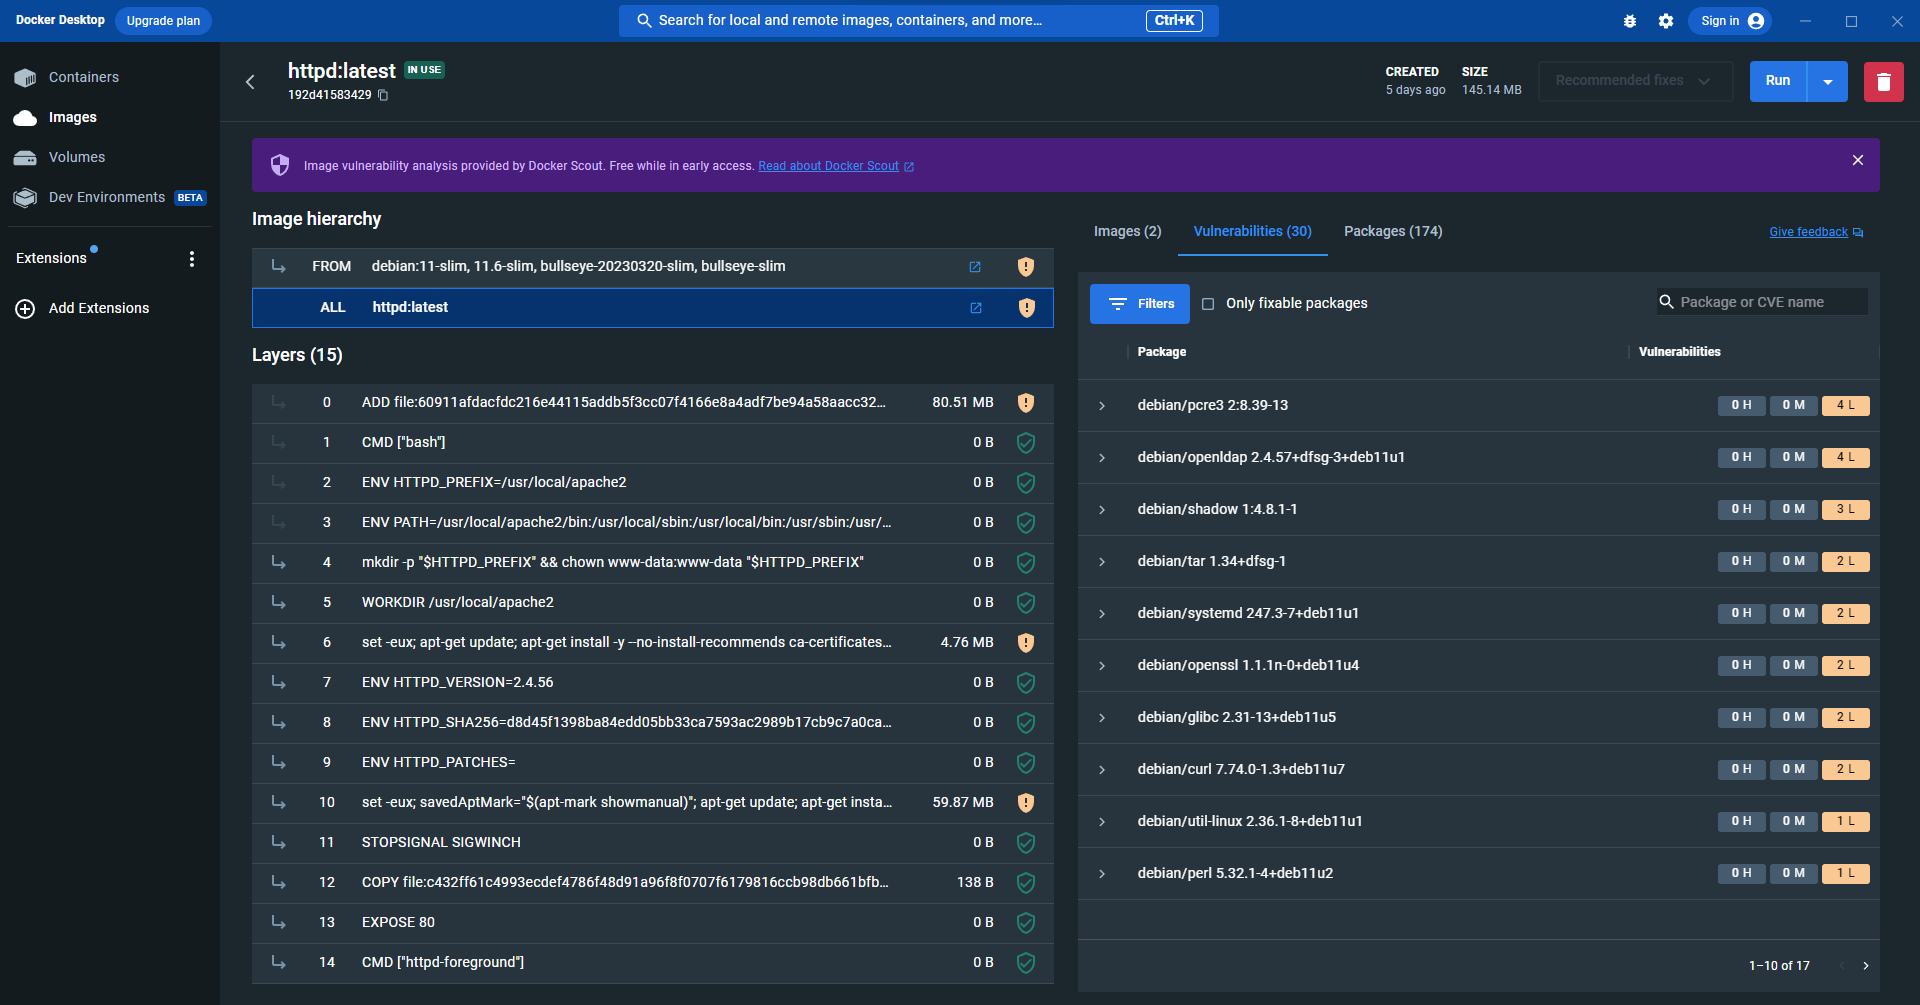 Docker Desktop
Upgrade plan
Search for local and remote images, containers, and more...
Ctrl+K
Sign in
Containers
Images
Volumes
Dev Environments BETA
Extensions
Add Extensions
httpd:latest IN USE
192d41583429
CREATED
5 days ago
SIZE
145.14 MB
Recommended fixes
Run
Image vulnerability analysis provided by Docker Scout. Free while in early access. Read about Docker Scout
Image hierarchy
FROM debian:11-slim, 11.6-slim, bullseye-20230320-slim, bullseye-slim
ALL httpd:latest
Layers (15)
0 ADD file:60911afdacfdc216e44115addb5f3cc07f4166e8a4adf7be94a58aacc32... 80.51 MB
1 CMD ["bash"] 0 B
2 ENV HTTPD_PREFIX=/usr/local/apache2 0 B
3 ENV PATH=/usr/local/apache2/bin:/usr/local/sbin:/usr/local/bin:/usr/sbin:/usr/... 0 B
4 mkdir -p "$HTTPD_PREFIX" && chown www-data:www-data "$HTTPD_PREFIX" 0 B
5 WORKDIR /usr/local/apache2 0 B
6 set -eux; apt-get update; apt-get install -y --no-install-recommends ca-certificates... 4.76 MB
7 ENV HTTPD_VERSION=2.4.56 0 B
8 ENV HTTPD_SHA256=d8d45f1398ba84edd05bb33ca7593ac2989b17cb9c7a0ca... 0 B
9 ENV HTTPD_PATCHES= 0 B
10 set -eux; savedAptMark="$(apt-mark showmanual)"; apt-get update; apt-get insta... 59.87 MB
11 STOPSIGNAL SIGWINCH 0 B
12 COPY file:c432ff61c4993ecdef4786f48d91a96f8f0707f6179816ccb98db661bfb... 138 B
13 EXPOSE 80 0 B
14 CMD ["httpd-foreground"] 0 B
Images (2)
Vulnerabilities (30)
Packages (174)
Give feedback
Filters
Only fixable packages
Package or CVE name
Package Vulnerabilities
debian/pcre3 2:8.39-13 0 H 0 M 4 L
debian/openldap 2.4.57+dfsg-3+deb11u1 0 H 0 M 4 L
debian/shadow 1:4.8.1-1 0 H 0 M 3 L
debian/tar 1.34+dfsg-1 0 H 0 M 2 L
debian/systemd 247.3-7+deb11u1 0 H 0 M 2 L
debian/openssl 1.1.1n-0+deb11u4 0 H 0 M 2 L
debian/glibc 2.31-13+deb11u5 0 H 0 M 2 L
debian/curl 7.74.0-1.3+deb11u7 0 H 0 M 2 L
debian/util-linux 2.36.1-8+deb11u1 0 H 0 M 1 L
debian/perl 5.32.1-4+deb11u2 0 H 0 M 1 L
1–10 of 17